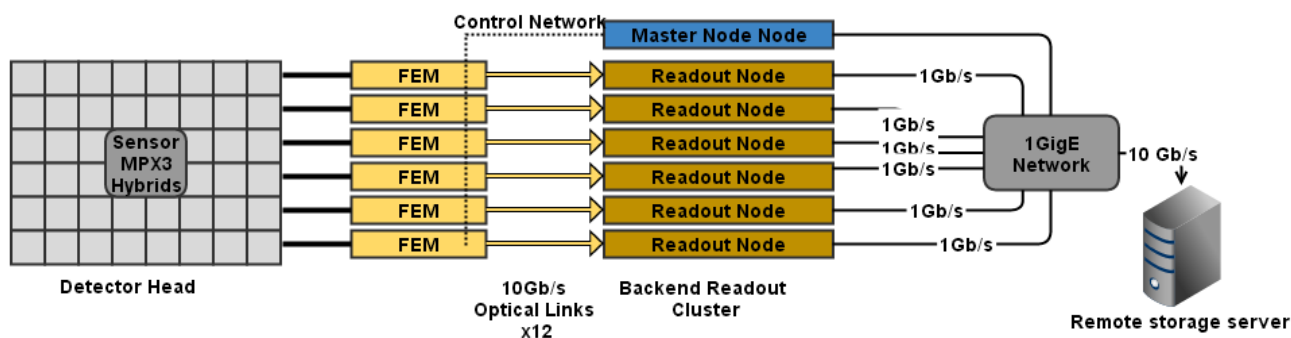 Control Network
Master Node Node
FEM
Readout Node
1Gb/s
FEM
Readout Node
1Gb/s
Sensor
MPX3
Hybrids
FEM
Readout Node
1Gb/s
1GigE
Network
10 Gb/s
FEM
Readout Node
1Gb/s
FEM
Readout Node
1Gb/s
FEM
Readout Node
1Gb/s
Detector Head
10Gb/s
Optical Links
x12
Backend Readout
Cluster
Remote storage server